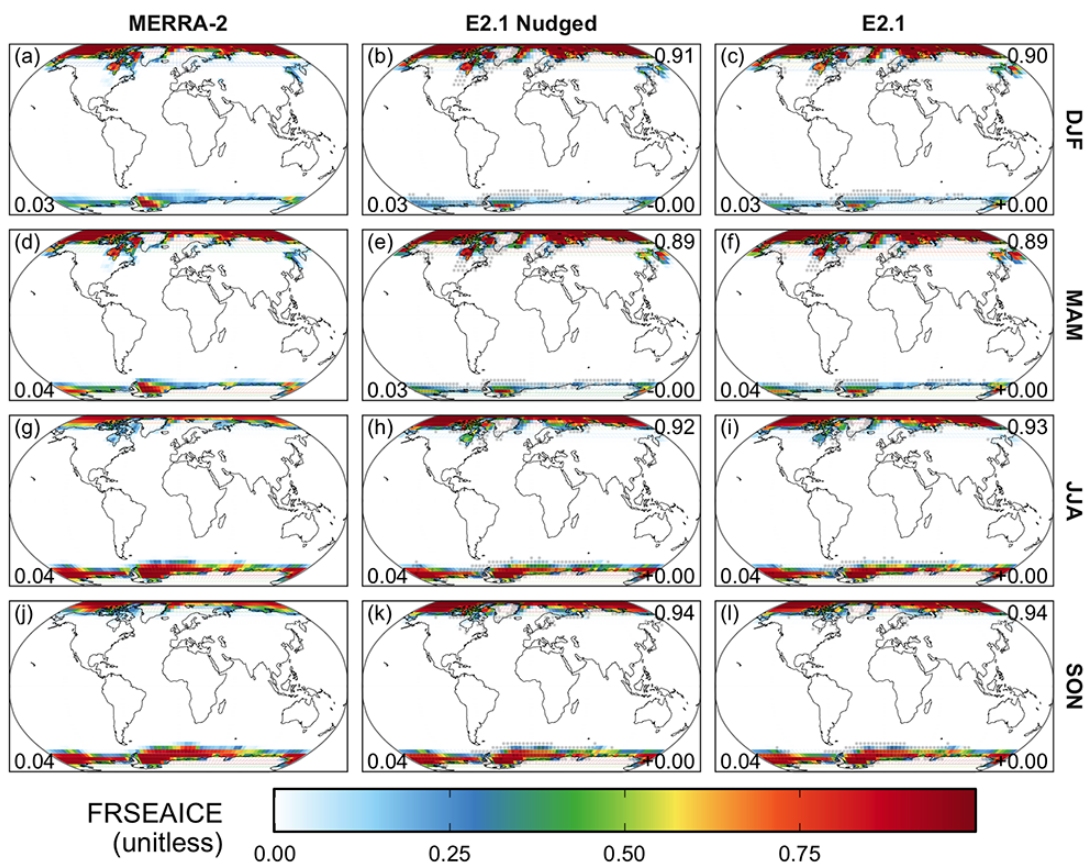 MERRA-2 E2.1 Nudged E2.1
(a) (b) 0.91 (c) 0.90
DJF
0.03 0.03 -0.00 0.03 +0.00
(d) (e) 0.89 (f) 0.89
MAM
0.04 0.03 -0.00 0.04 +0.00
(g) (h) 0.92 (i) 0.93
JJA
0.04 0.04 +0.00 0.04 +0.00
(j) (k) 0.94 (l) 0.94
SON
0.04 0.04 +0.00 0.04 +0.00
FRSEAICE
(unitless)
0.00 0.25 0.50 0.75